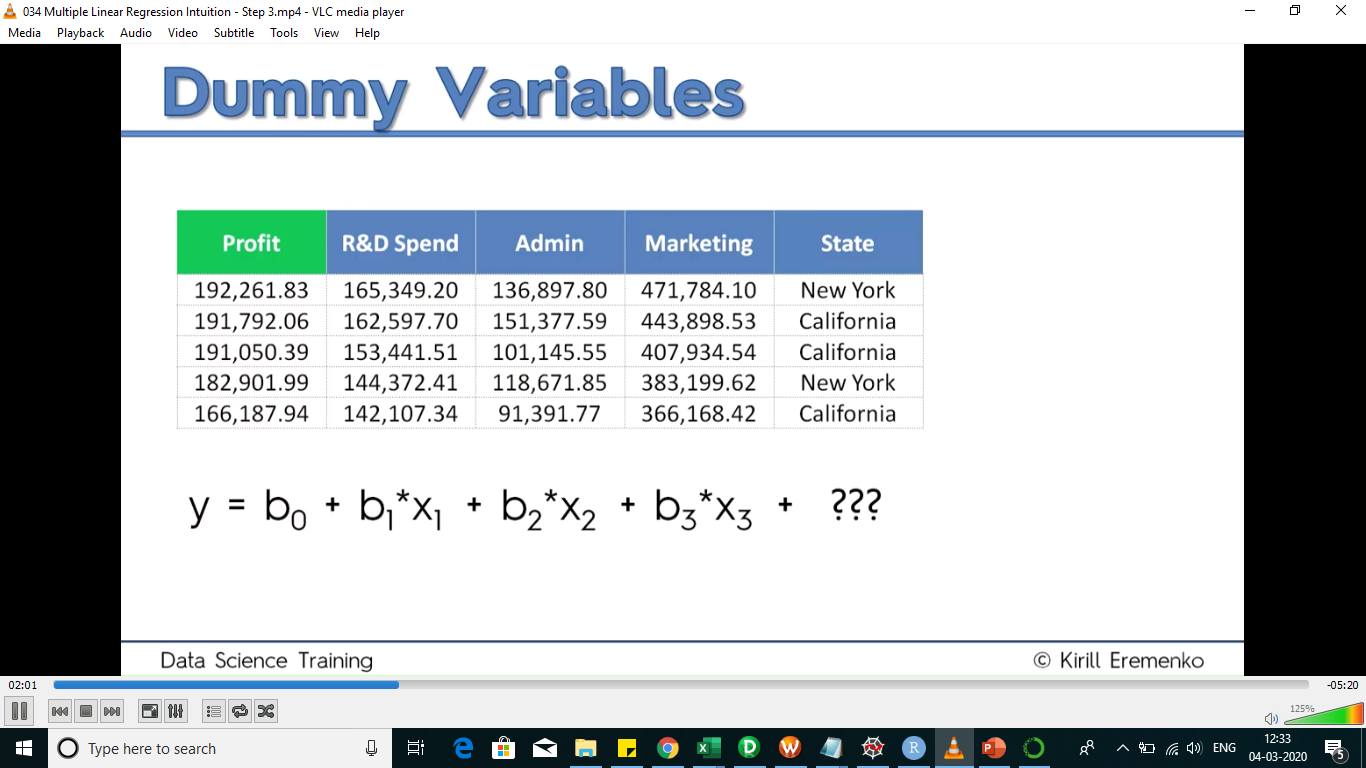 034 Multiple Linear Regression Intuition - Step 3.mp4 - VLC media player
Media Playback Audio Video Subtitle Tools View Help
Dummy Variables
Profit R&D Spend Admin Marketing State
192,261.83 165,349.20 136,897.80 471,784.10 New York
191,792.06 162,597.70 151,377.59 443,898.53 California
191,050.39 153,441.51 101,145.55 407,934.54 California
182,901.99 144,372.41 118,671.85 383,199.62 New York
166,187.94 142,107.34 91,391.77 366,168.42 California
y = b0 + b1*x1 + b2*x2 + b3*x3 + ???
Data Science Training © Kirill Eremenko
02:01 -05:20
125%
Type here to search ENG 12:33
04-03-2020 5